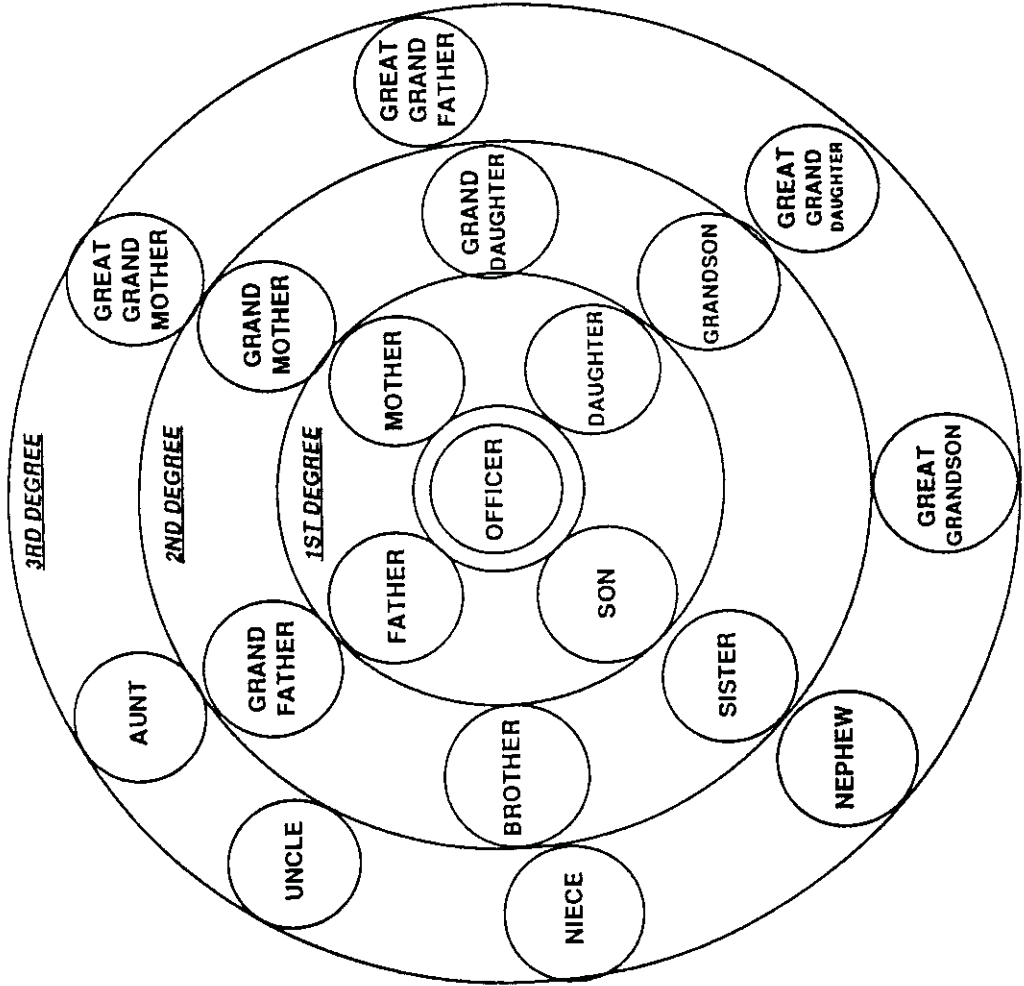 3RD DEGREE
2ND DEGREE
1ST DEGREE
OFFICER
FATHER
MOTHER
SON
DAUGHTER
GRAND
FATHER
GRAND
MOTHER
BROTHER
SISTER
GRAND
DAUGHTER
GRANDSON
AUNT
UNCLE
NIECE
NEPHEW
GREAT
GRAND
MOTHER
GREAT
GRAND
FATHER
GREAT
GRAND
DAUGHTER
GREAT
GRANDSON